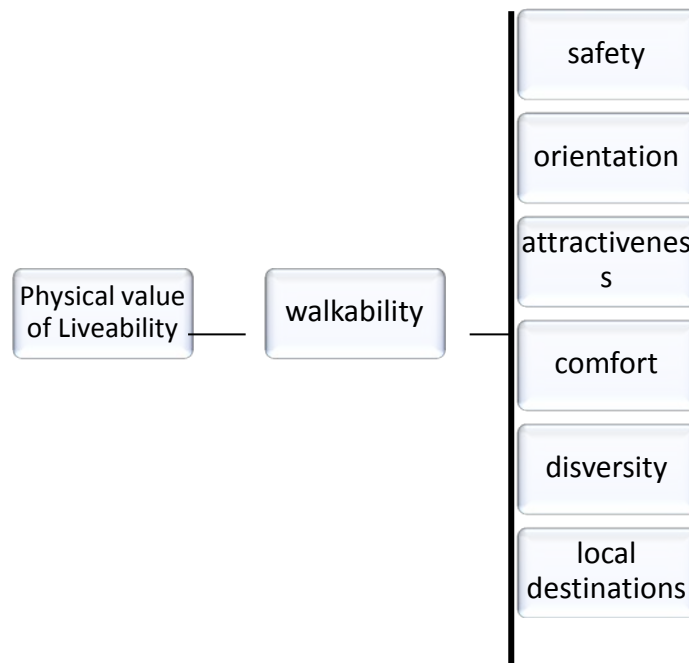 safety
orientation
attractivenes
s
Physical value
of Liveability
walkability
comfort
disversity
local
destinations